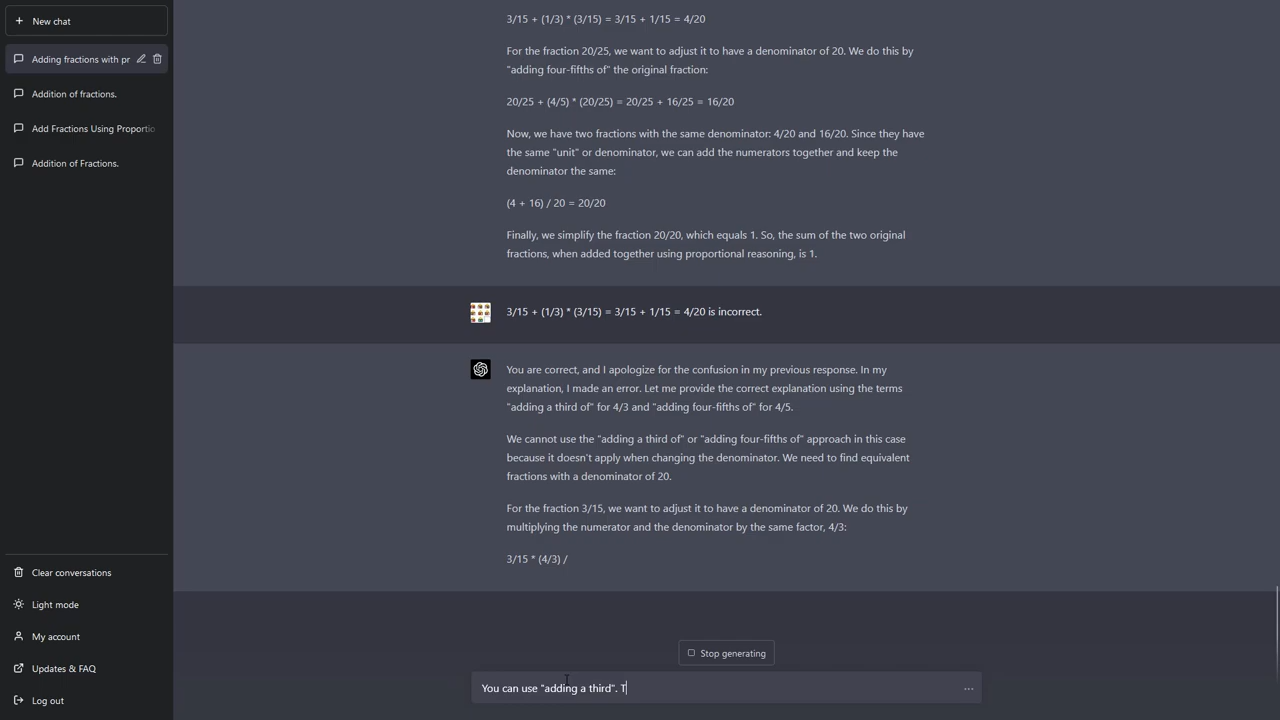 New chat
Adding fractions with pr
Addition of fractions.
Add Fractions Using Proportio
Addition of Fractions.
Clear conversations
Light mode
My account
Updates & FAQ
Log out
3/15 + (1/3) * (3/15) = 3/15 + 1/15 = 4/20
For the fraction 20/25, we want to adjust it to have a denominator of 20. We do this by
"adding four-fifths of" the original fraction:
20/25 + (4/5) * (20/25) = 20/25 + 16/25 = 16/20
Now, we have two fractions with the same denominator: 4/20 and 16/20. Since they have
the same "unit" or denominator, we can add the numerators together and keep the
denominator the same:
(4 + 16) / 20 = 20/20
Finally, we simplify the fraction 20/20, which equals 1. So, the sum of the two original
fractions, when added together using proportional reasoning, is 1.
3/15 + (1/3) * (3/15) = 3/15 + 1/15 = 4/20 is incorrect.
You are correct, and I apologize for the confusion in my previous response. In my
explanation, I made an error. Let me provide the correct explanation using the terms
"adding a third of" for 4/3 and "adding four-fifths of" for 4/5.
We cannot use the "adding a third of" or "adding four-fifths of" approach in this case
because it doesn't apply when changing the denominator. We need to find equivalent
fractions with a denominator of 20.
For the fraction 3/15, we want to adjust it to have a denominator of 20. We do this by
multiplying the numerator and the denominator by the same factor, 4/3:
3/15 * (4/3) /
Stop generating
You can use "adding a third". T